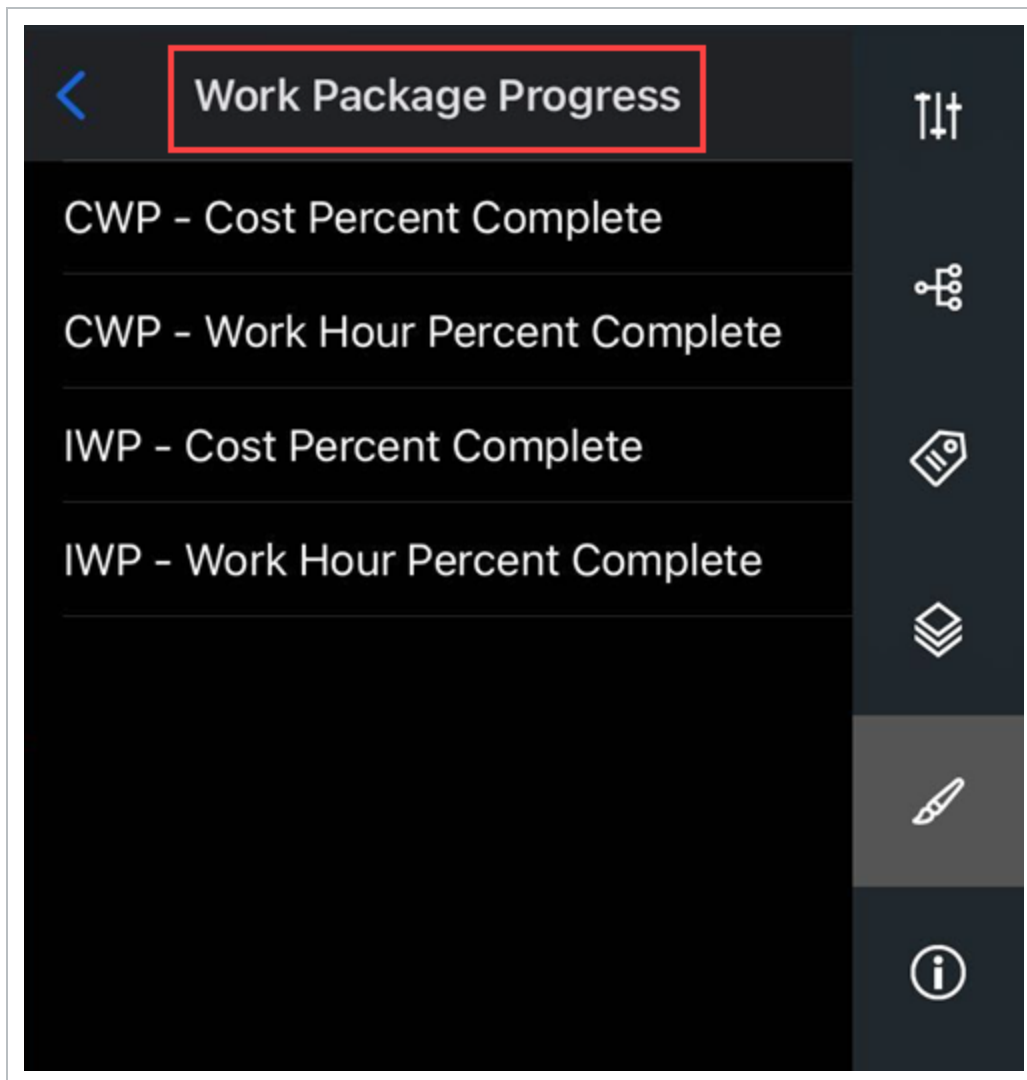 Work Package Progress
CWP - Cost Percent Complete
CWP - Work Hour Percent Complete
IWP - Cost Percent Complete
IWP - Work Hour Percent Complete